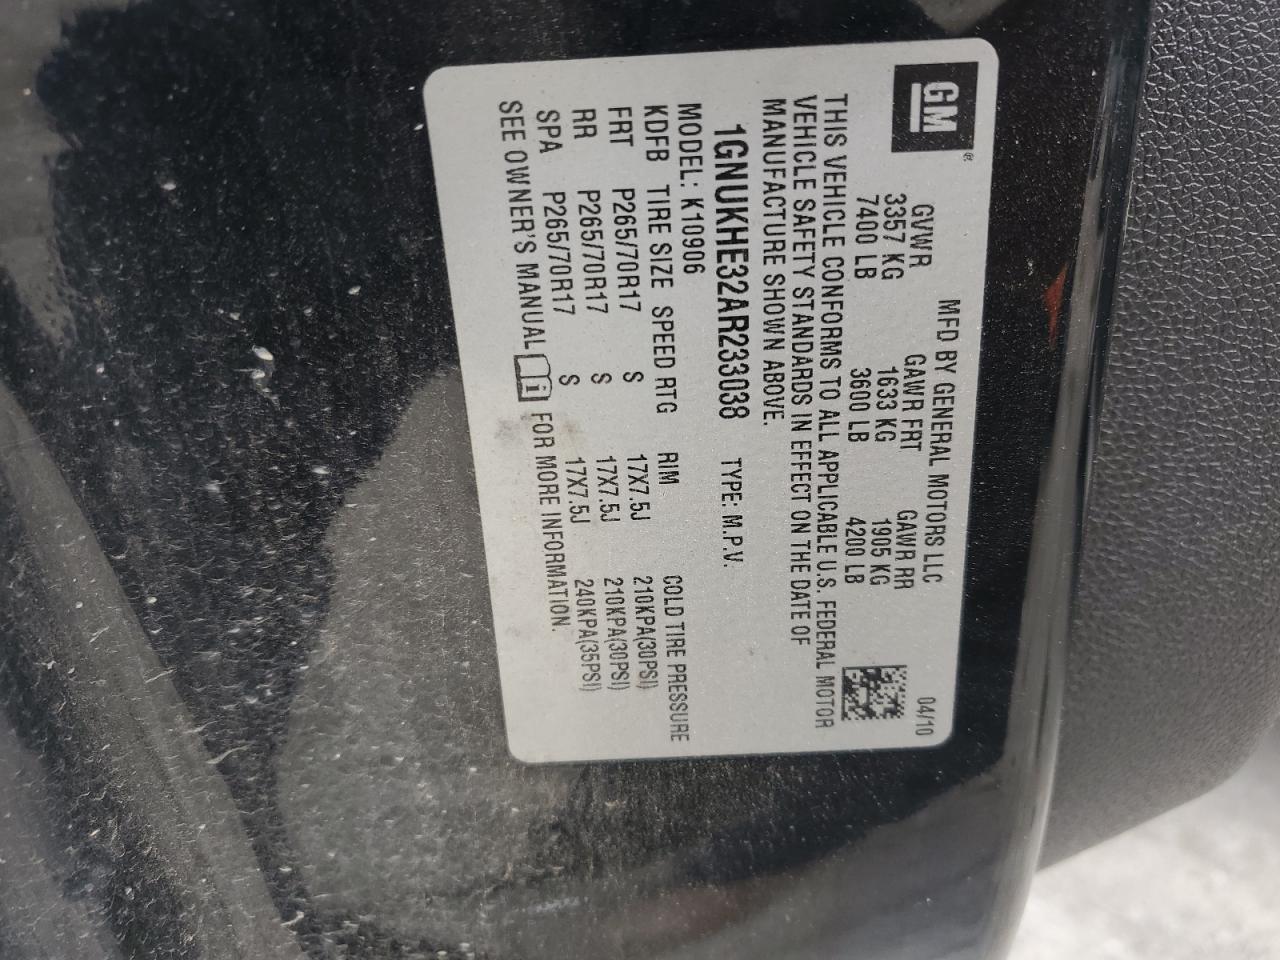 GM®
MFD BY GENERAL MOTORS LLC 04/10
GVWR GAWR FRT GAWR RR
3357 KG 1633 KG 1905 KG
7400 LB 3600 LB 4200 LB
THIS VEHICLE CONFORMS TO ALL APPLICABLE U.S. FEDERAL MOTOR
VEHICLE SAFETY STANDARDS IN EFFECT ON THE DATE OF
MANUFACTURE SHOWN ABOVE.
1GNUKHE32AR233038 TYPE: M.P.V.
MODEL: K10906
KDFB TIRE SIZE SPEED RTG RIM COLD TIRE PRESSURE
FRT P265/70R17 S 17X7.5J 210KPA(30PSI)
RR P265/70R17 S 17X7.5J 210KPA(30PSI)
SPA P265/70R17 S 17X7.5J 240KPA(35PSI)
SEE OWNER'S MANUAL i FOR MORE INFORMATION.